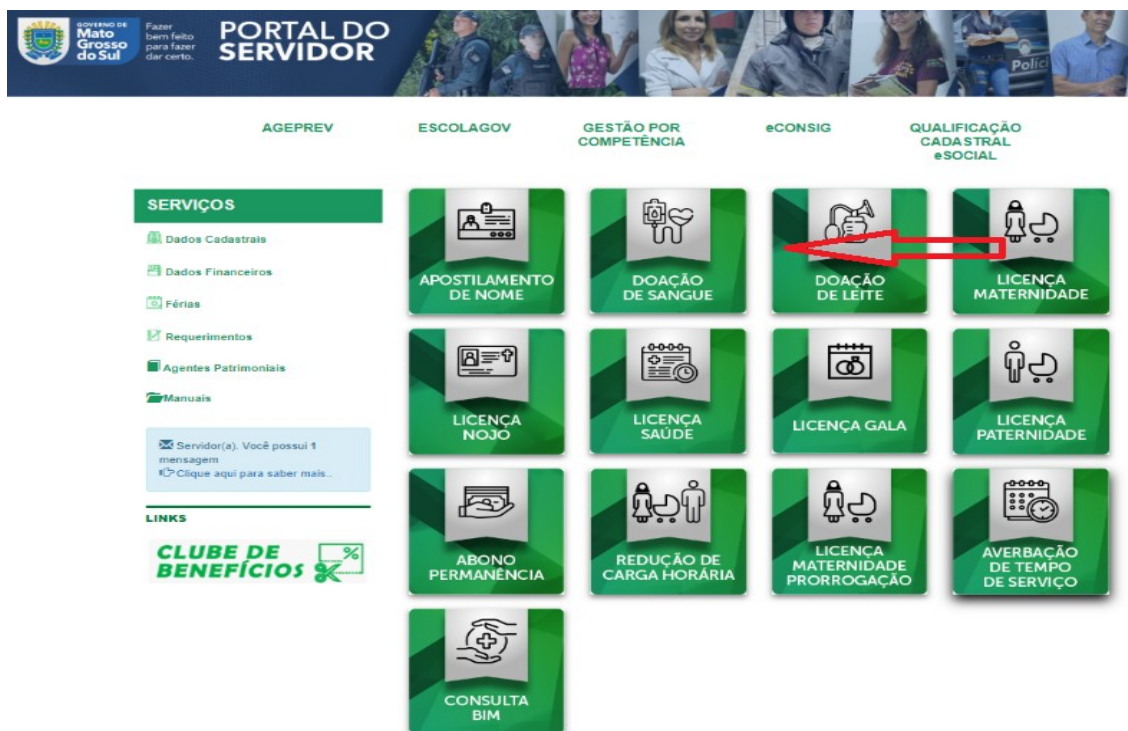 GOVERNO DE
Mato
Grosso
do Sul
Fazer
bem feito
para fazer
dar certo.
PORTAL DO
SERVIDOR
Políci
AGEPREV
ESCOLAGOV
GESTÃO POR
COMPETÊNCIA
eCONSIG
QUALIFICAÇÃO
CADASTRAL
eSOCIAL
SERVIÇOS
Dados Cadastrais
Dados Financeiros
Férias
Requerimentos
Agentes Patrimoniais
Manuais
Servidor(a). Você possui 1
mensagem
Clique aqui para saber mais..
LINKS
CLUBE DE
BENEFÍCIOS
%
APOSTILAMENTO
DE NOME
DOAÇÃO
DE SANGUE
DOAÇÃO
DE LEITE
LICENÇA
MATERNIDADE
LICENÇA
NOJO
LICENÇA
SAÚDE
LICENÇA GALA
LICENÇA
PATERNIDADE
ABONO
PERMANÊNCIA
REDUÇÃO DE
CARGA HORÁRIA
LICENÇA
MATERNIDADE
PRORROGAÇÃO
AVERBAÇÃO
DE TEMPO
DE SERVIÇO
CONSULTA
BIM